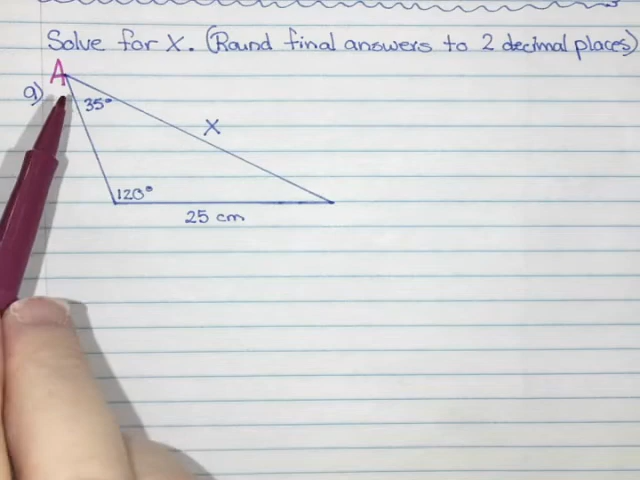 Solve for X. (Round final answers to 2 decimal places)
A
a)
35°
X
120°
25 cm